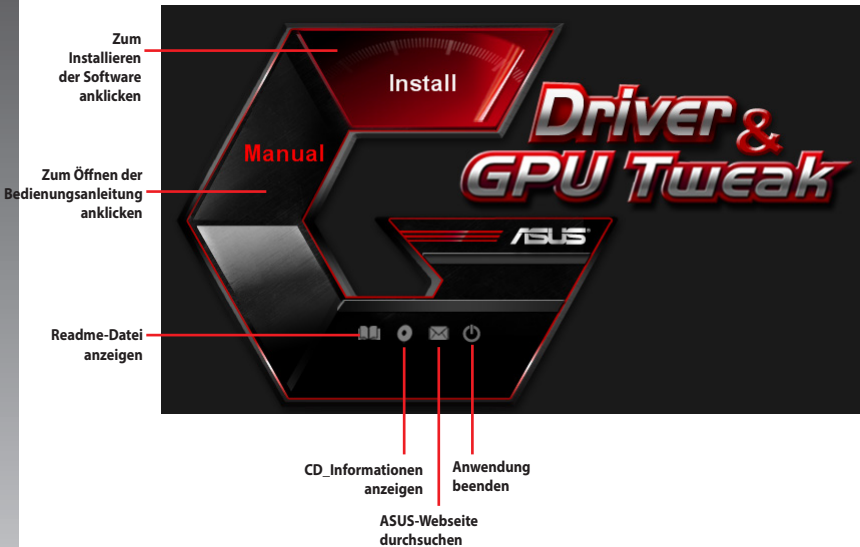 Zum
Installieren
der Software
anklicken
Install
Driver &
GPU Tweak
Manual
Zum Öffnen der
Bedienungsanleitung
anklicken
ASUS
Readme-Datei
anzeigen
CD_Informationen
anzeigen
Anwendung
beenden
ASUS-Webseite
durchsuchen